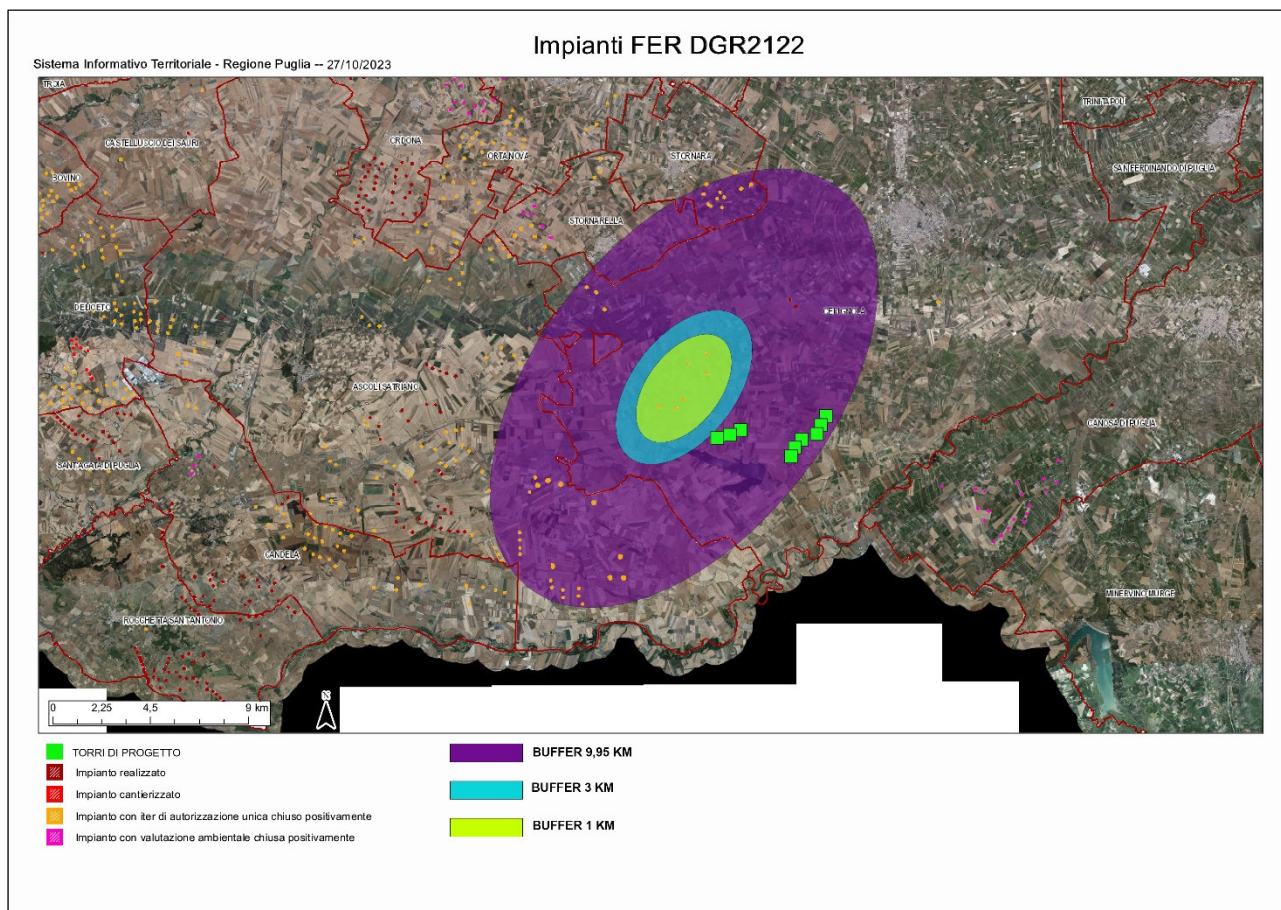 Impianti FER DGR2122
Sistema Informativo Territoriale - Regione Puglia -- 27/10/2023
TROIA
TRINITAPOLI
CASTELLUCCIO DEI SAURI
ORDONA
ORTANOVA
STORNARA
SAN FERDINANDO DI PUGLIA
BOVINO
STORNARELLA
DELICETO
CERIGNOLA
ASCOLI SATRIANO
CANOSA DI PUGLIA
SANT'AGATA DI PUGLIA
CANDELA
MINERVINO MURGE
ROCCHETTA SANT'ANTONIO
N
0 2,25 4,5 9 km
TORRI DI PROGETTO
Impianto realizzato
Impianto cantierizzato
Impianto con iter di autorizzazione unica chiuso positivamente
Impianto con valutazione ambientale chiusa positivamente
BUFFER 9,95 KM
BUFFER 3 KM
BUFFER 1 KM